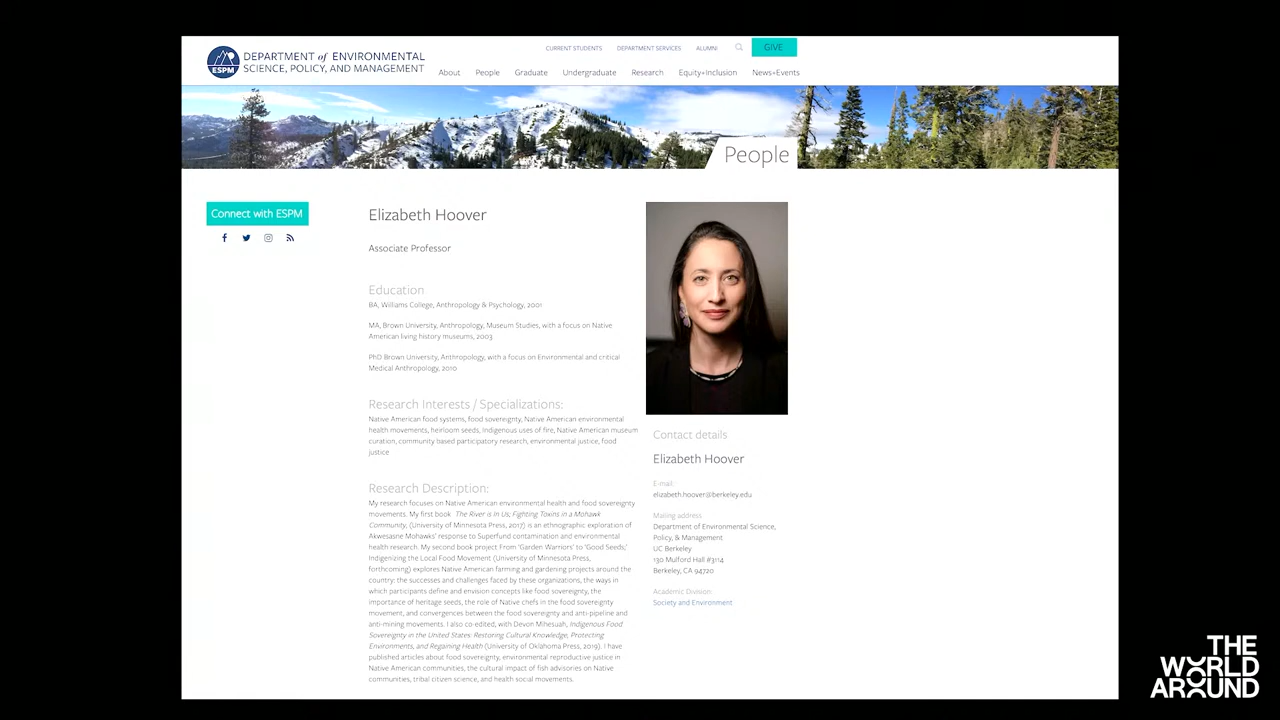 CURRENT STUDENTS DEPARTMENT SERVICES ALUMNI GIVE
DEPARTMENT of ENVIRONMENTAL
SCIENCE, POLICY, AND MANAGEMENT
ESPM
About People Graduate Undergraduate Research Equity+Inclusion News+Events
People
Connect with ESPM
Elizabeth Hoover
Associate Professor
Education
BA, Williams College, Anthropology & Psychology, 2001
MA, Brown University, Anthropology, Museum Studies, with a focus on Native
American living history museums, 2003
PhD Brown University, Anthropology, with a focus on Environmental and critical
Medical Anthropology, 2010
Research Interests / Specializations:
Native American food systems, food sovereignty, Native American environmental
health movements, heirloom seeds, Indigenous uses of fire, Native American museum
curation, community based participatory research, environmental justice, food
justice
Research Description:
My research focuses on Native American environmental health and food sovereignty
movements. My first book The River is In Us; Fighting Toxins in a Mohawk
Community, (University of Minnesota Press, 2017) is an ethnographic exploration of
Akwesasne Mohawks' response to Superfund contamination and environmental
health research. My second book project From 'Garden Warriors' to 'Good Seeds;'
Indigenizing the Local Food Movement (University of Minnesota Press,
forthcoming) explores Native American farming and gardening projects around the
country: the successes and challenges faced by these organizations, the ways in
which participants define and envision concepts like food sovereignty, the
importance of heritage seeds, the role of Native chefs in the food sovereignty
movement, and convergences between the food sovereignty and anti-pipeline and
anti-mining movements. I also co-edited, with Devon Mihesuah, Indigenous Food
Sovereignty in the United States: Restoring Cultural Knowledge, Protecting
Environments, and Regaining Health (University of Oklahoma Press, 2019). I have
published articles about food sovereignty, environmental reproductive justice in
Native American communities, the cultural impact of fish advisories on Native
communities, tribal citizen science, and health social movements.
Contact details
Elizabeth Hoover
E-mail:
elizabeth.hoover@berkeley.edu
Mailing address
Department of Environmental Science,
Policy, & Management
UC Berkeley
130 Mulford Hall #3114
Berkeley, CA 94720
Academic Division:
Society and Environment
THE
WORLD
AROUND